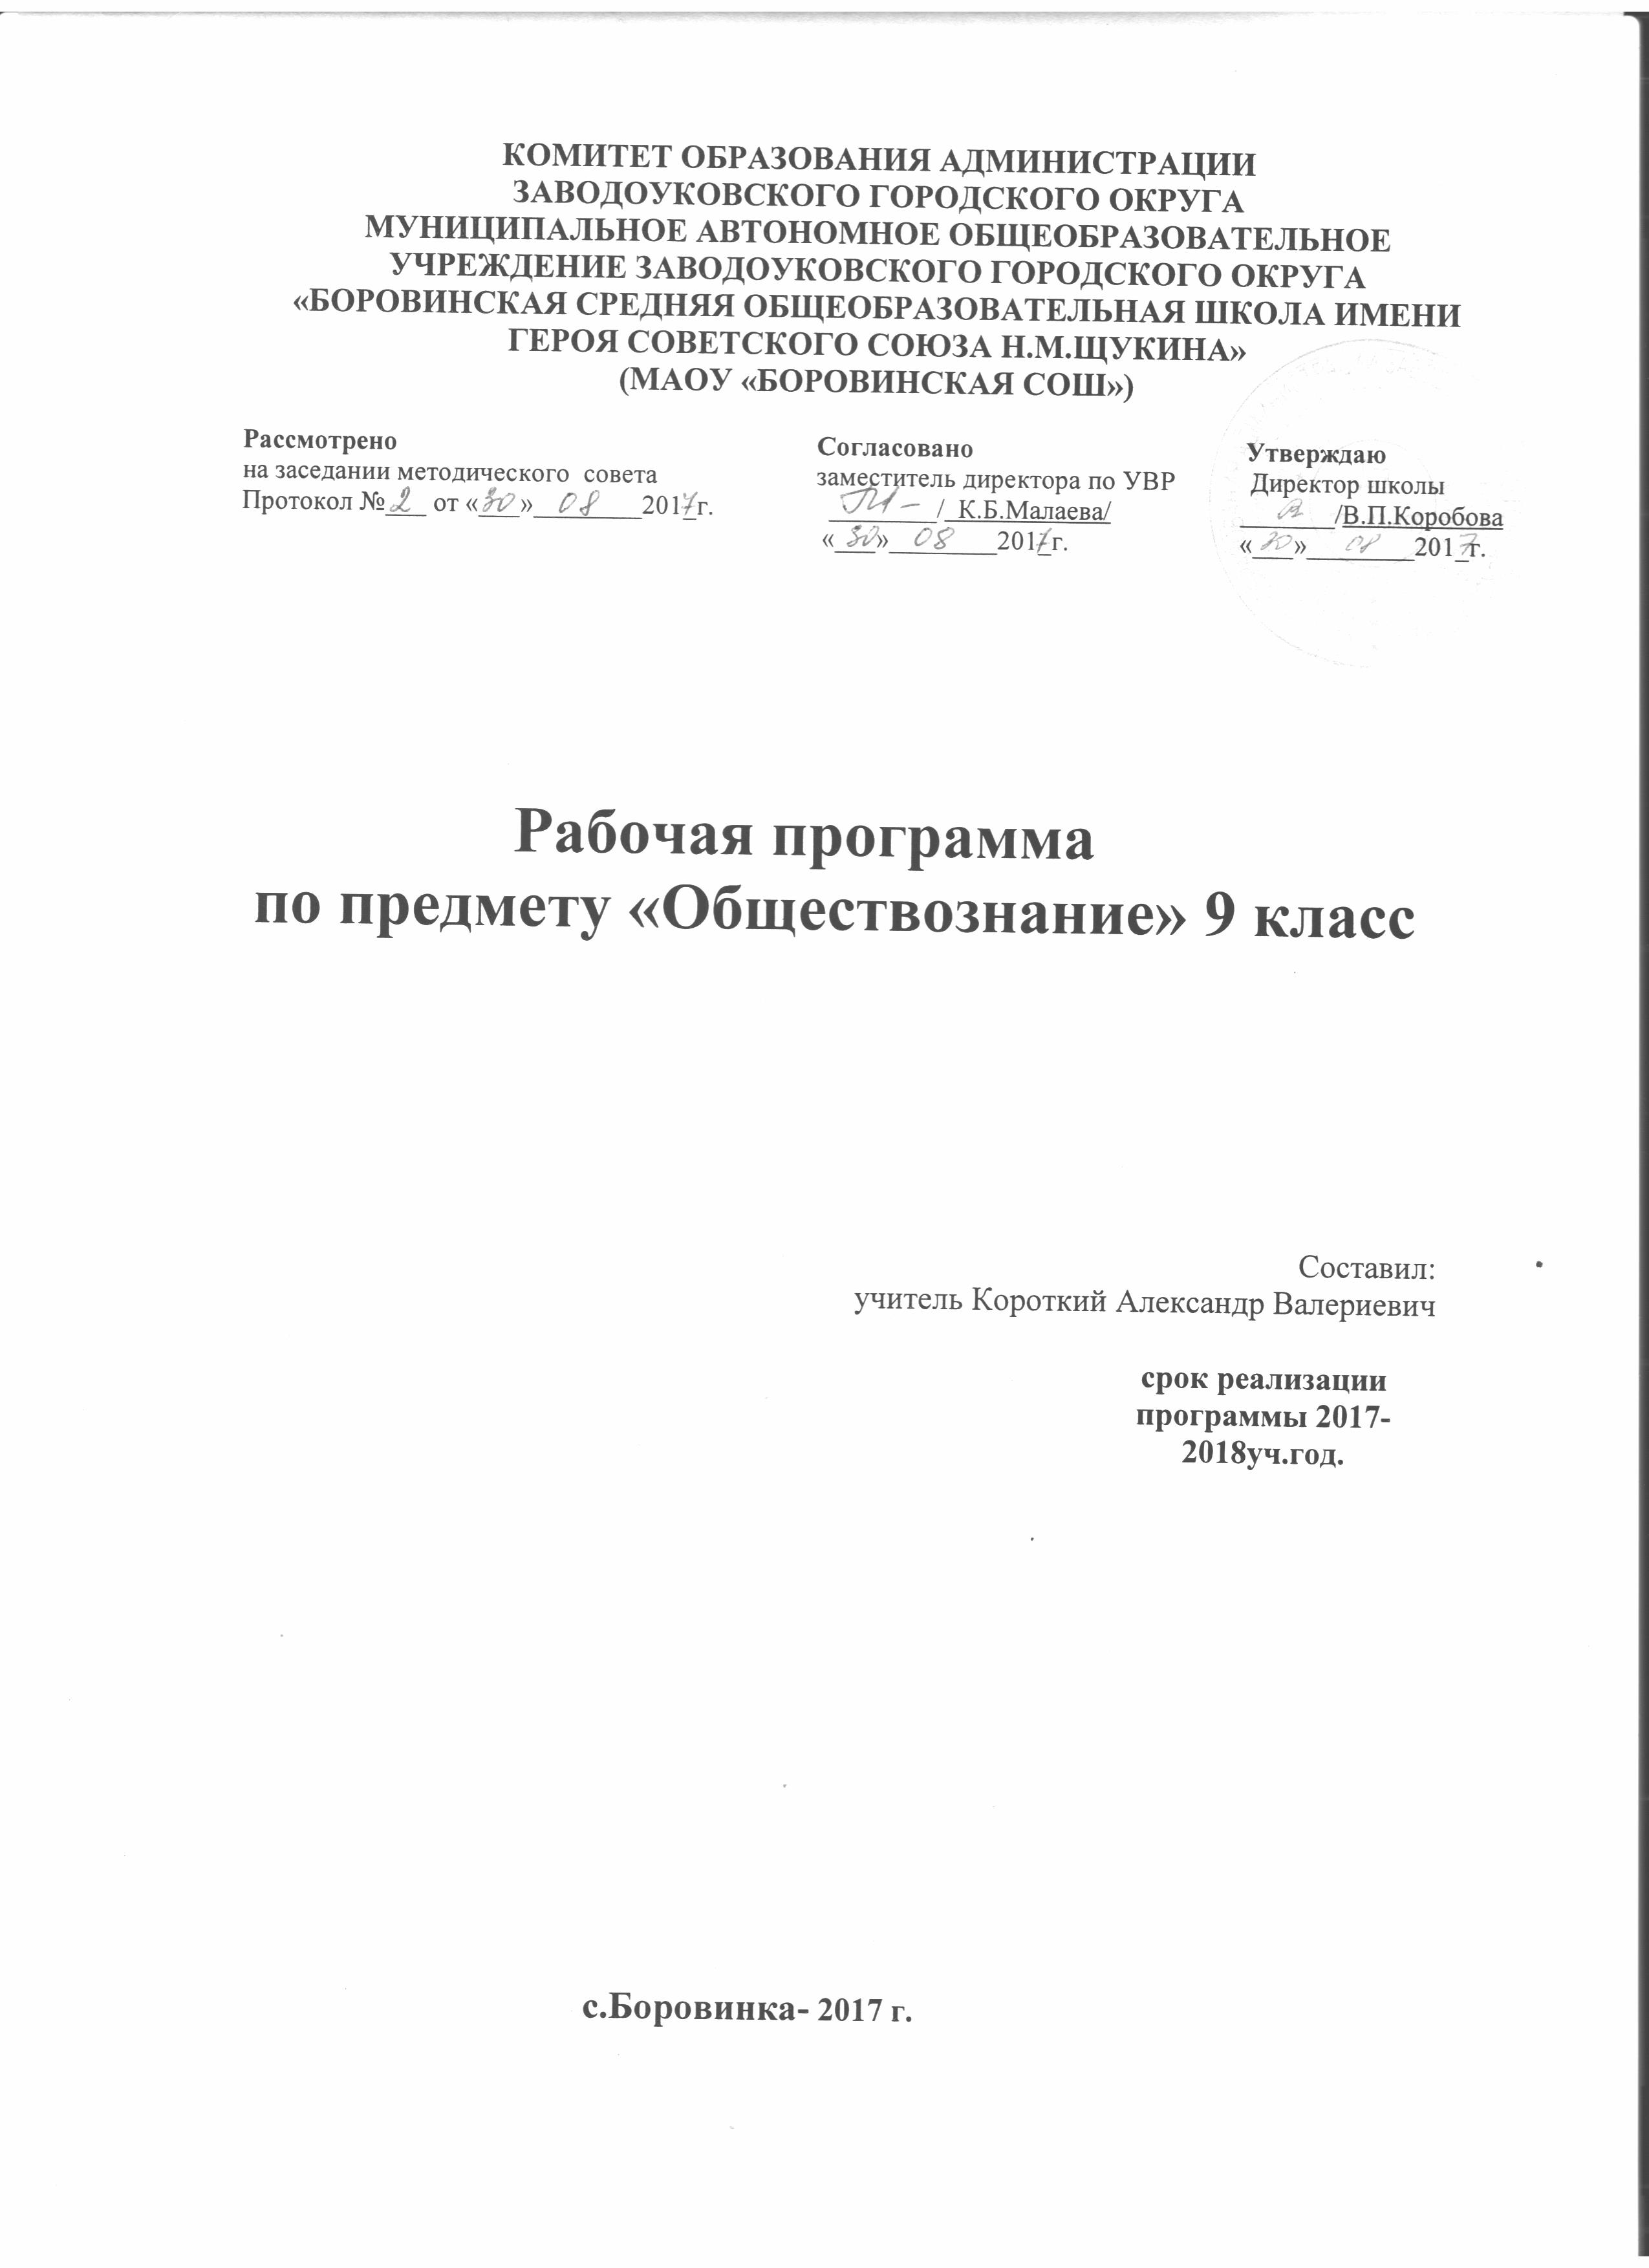 КОМИТЕТ ОБРАЗОВАНИЯ АДМИНИСТРАЦИИ
ЗАВОДОУКОВСКОГО ГОРОДСКОГО ОКРУГА
МУНИЦИПАЛЬНОЕ АВТОНОМНОЕ ОБЩЕОБРАЗОВАТЕЛЬНОЕ
УЧРЕЖДЕНИЕ ЗАВОДОУКОВСКОГО ГОРОДСКОГО ОКРУГА
«БОРОВИНСКАЯ СРЕДНЯЯ ОБЩЕОБРАЗОВАТЕЛЬНАЯ ШКОЛА ИМЕНИ
ГЕРОЯ СОВЕТСКОГО СОЮЗА Н.М.ЩУКИНА»
(МАОУ «БОРОВИНСКАЯ СОШ»)
Рассмотрено
на заседании методического совета
Протокол № 2 от «30» 08 2017г.
Согласовано
заместитель директора по УВР
/ К.Б.Малаева/
«30» 08 2017г.
Утверждаю
Директор школы
/В.П.Коробова
«30» 08 2017г.
Рабочая программа
по предмету «Обществознание» 9 класс
Составил:
учитель Короткий Александр Валериевич
срок реализации
программы 2017-
2018уч.год.
с.Боровинка- 2017 г.